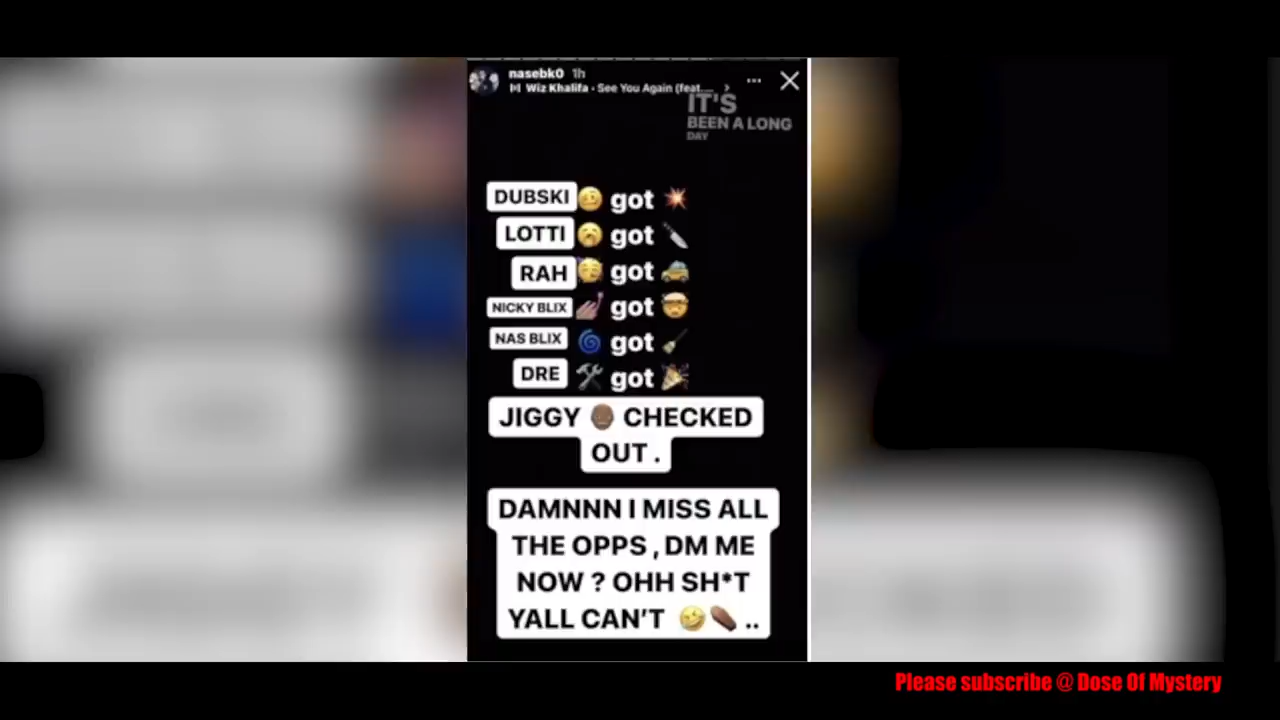 nasebk0 1h
Wiz Khalifa · See You Again (feat.... >
IT'S
BEEN A LONG
DAY
DUBSKI 🥴 got 💥
LOTTI 🥱 got 🔪
RAH 🥳 got 🚕
NICKY BLIX 💅🏽 got 🤯
NAS BLIX 🌀 got 🧹
DRE 🛠️ got 🎉
JIGGY 👴🏾 CHECKED
OUT .
DAMNNN I MISS ALL
THE OPPS , DM ME
NOW ? OHH SH*T
YALL CAN'T 🤣⚰️ ..
Please subscribe @ Dose Of Mystery